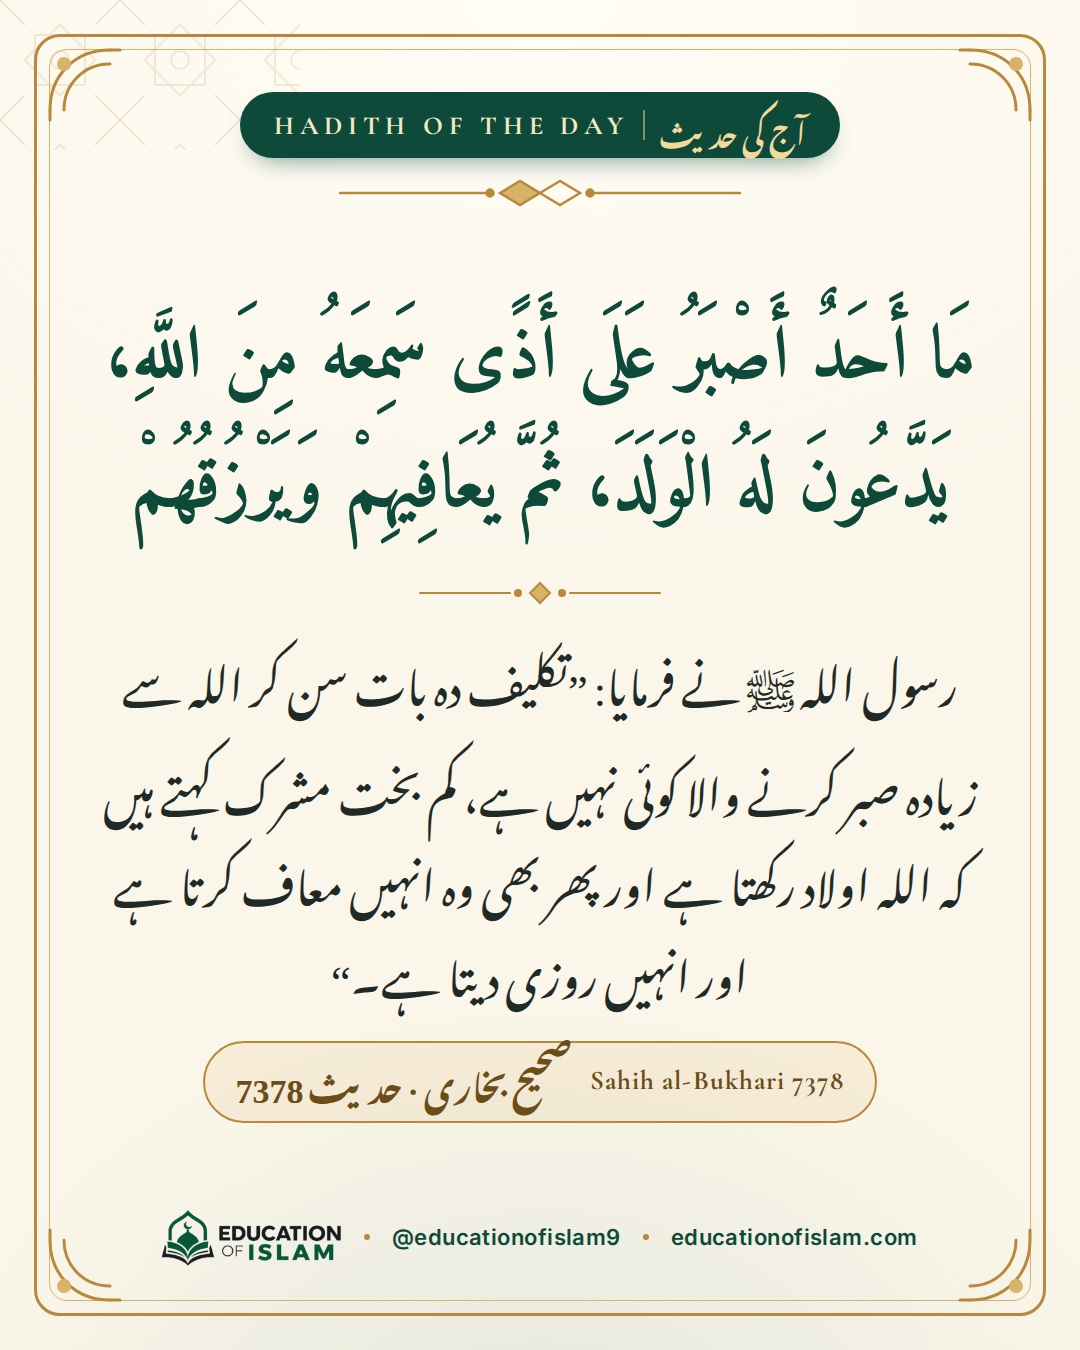 HADITH OF THE DAY | آج کی حدیث
مَا أَحَدٌ أَصْبَرُ عَلَى أَذًى سَمِعَهُ مِنَ اللَّهِ،
يَدَّعُونَ لَهُ الْوَلَدَ، ثُمَّ يُعَافِيهِمْ وَيَرْزُقُهُمْ
رسول اللہ ﷺ نے فرمایا: ”تکلیف دہ بات سن کر اللہ سے
زیادہ صبر کرنے والا کوئی نہیں ہے، کم بخت مشرک کہتے ہیں
کہ اللہ اولاد رکھتا ہے اور پھر بھی وہ انہیں معاف کرتا ہے
اور انہیں روزی دیتا ہے۔“
صحیح بخاری · حدیث 7378 Sahih al-Bukhari 7378
EDUCATION OF ISLAM • @educationofislam9 • educationofislam.com